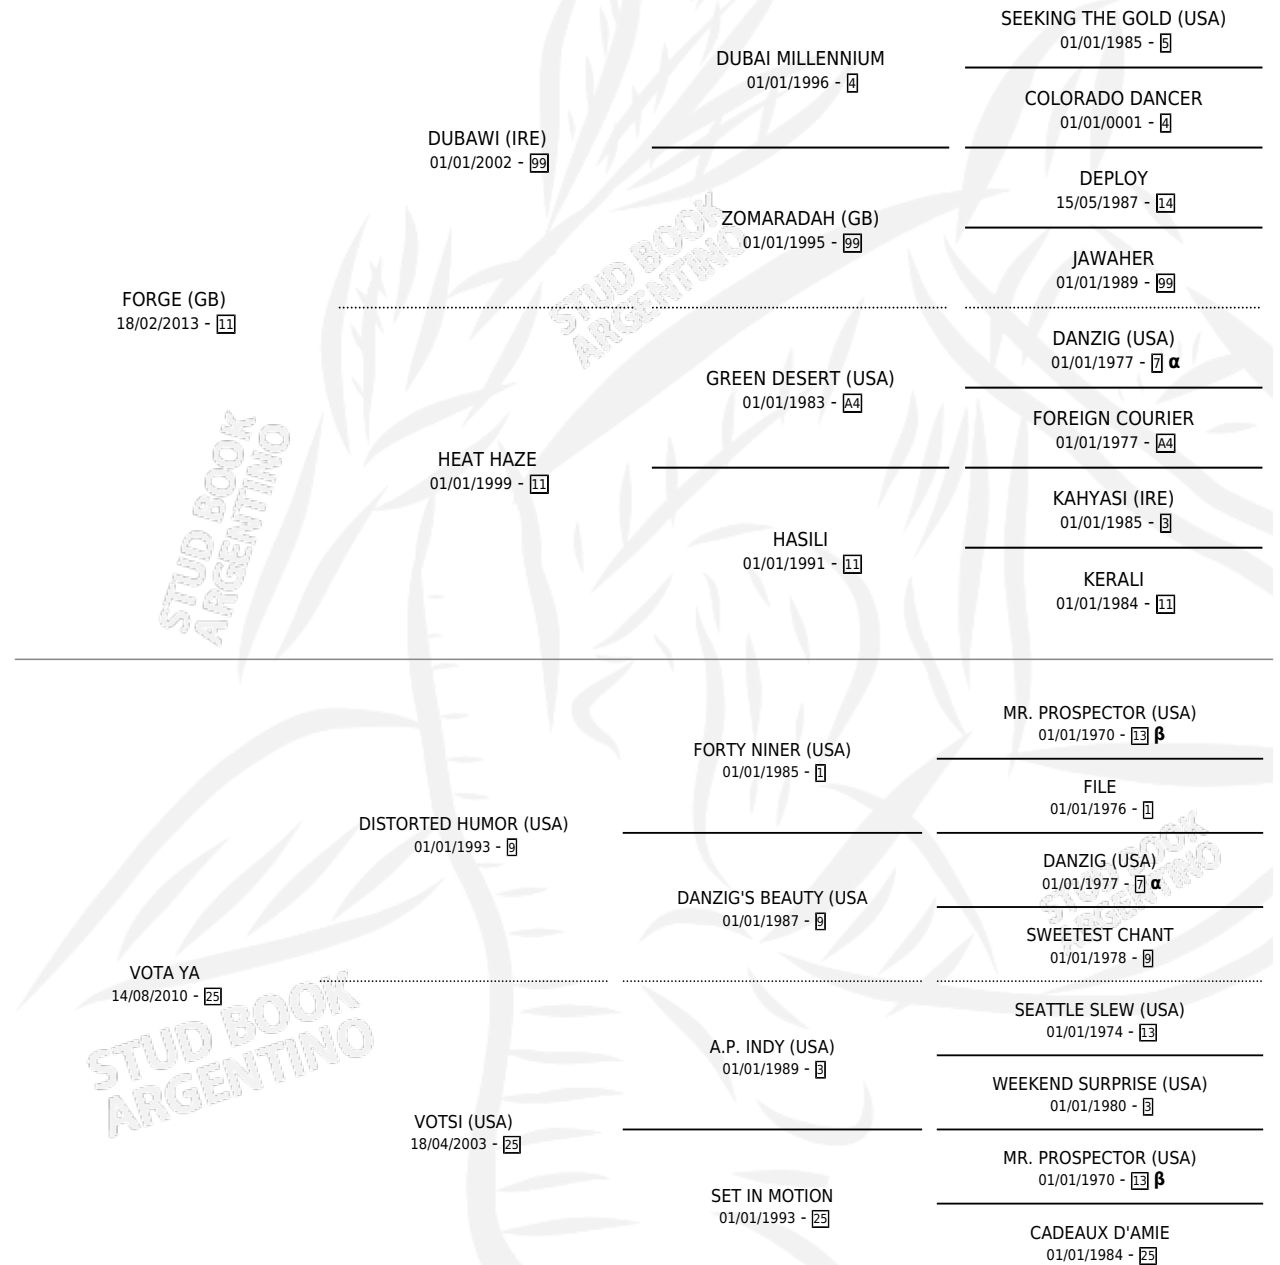 SEEKING THE GOLD (USA)
01/01/1985 - 5
DUBAI MILLENNIUM
01/01/1996 - 4
COLORADO DANCER
01/01/0001 - 4
DUBAWI (IRE)
01/01/2002 - 99
DEPLOY
15/05/1987 - 14
ZOMARADAH (GB)
01/01/1995 - 99
JAWAHER
01/01/1989 - 99
FORGE (GB)
18/02/2013 - 11
DANZIG (USA)
01/01/1977 - 7 α
GREEN DESERT (USA)
01/01/1983 - A4
FOREIGN COURIER
01/01/1977 - A4
HEAT HAZE
01/01/1999 - 11
KAHYASI (IRE)
01/01/1985 - 3
HASILI
01/01/1991 - 11
KERALI
01/01/1984 - 11
MR. PROSPECTOR (USA)
01/01/1970 - 13 β
FORTY NINER (USA)
01/01/1985 - 1
FILE
01/01/1976 - 1
DISTORTED HUMOR (USA)
01/01/1993 - 9
DANZIG (USA)
01/01/1977 - 7 α
DANZIG'S BEAUTY (USA
01/01/1987 - 9
SWEETEST CHANT
01/01/1978 - 9
VOTA YA
14/08/2010 - 25
SEATTLE SLEW (USA)
01/01/1974 - 13
A.P. INDY (USA)
01/01/1989 - 3
WEEKEND SURPRISE (USA)
01/01/1980 - 3
VOTSI (USA)
18/04/2003 - 25
MR. PROSPECTOR (USA)
01/01/1970 - 13 β
SET IN MOTION
01/01/1993 - 25
CADEAUX D'AMIE
01/01/1984 - 25
STUD BOOK
ARGENTINO
STUD BOOK
ARGENTINO
STUD BOOK
ARGENTINO
STUD BOOK
ARGENTINO